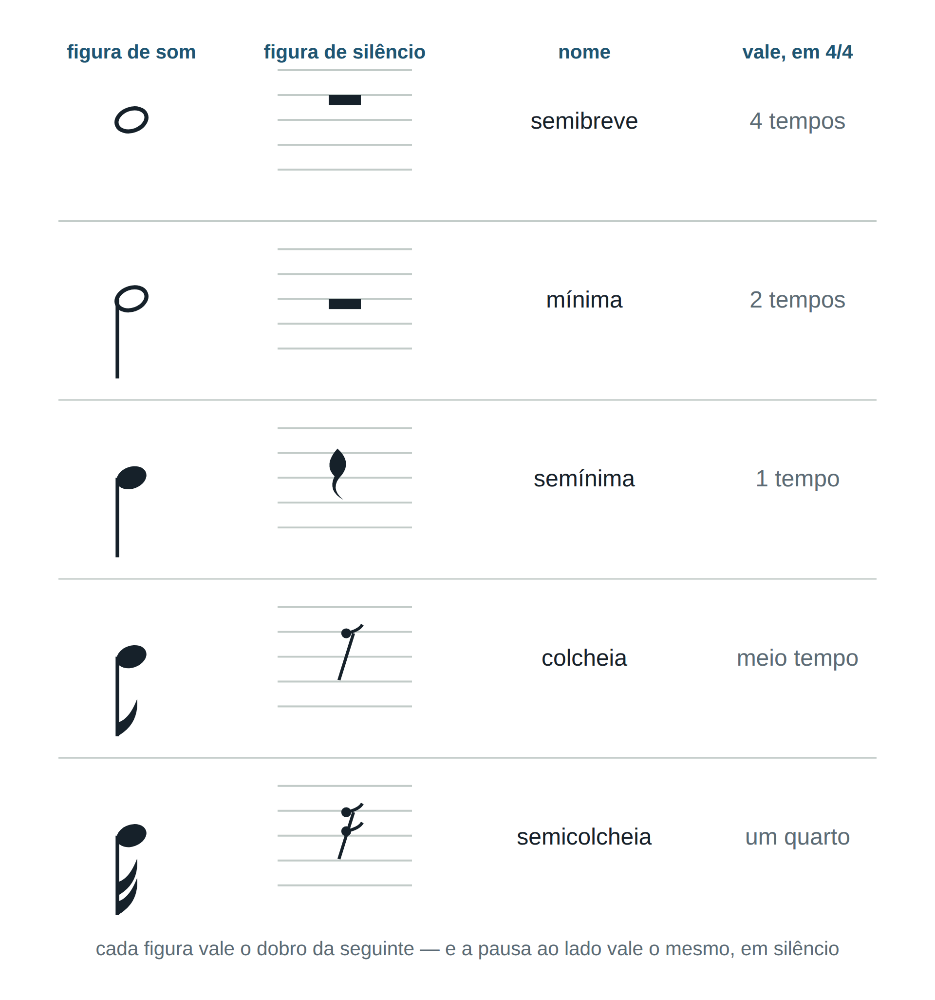 figura de som figura de silêncio nome vale, em 4/4
semibreve 4 tempos
mínima 2 tempos
semínima 1 tempo
colcheia meio tempo
semicolcheia um quarto
cada figura vale o dobro da seguinte — e a pausa ao lado vale o mesmo, em silêncio